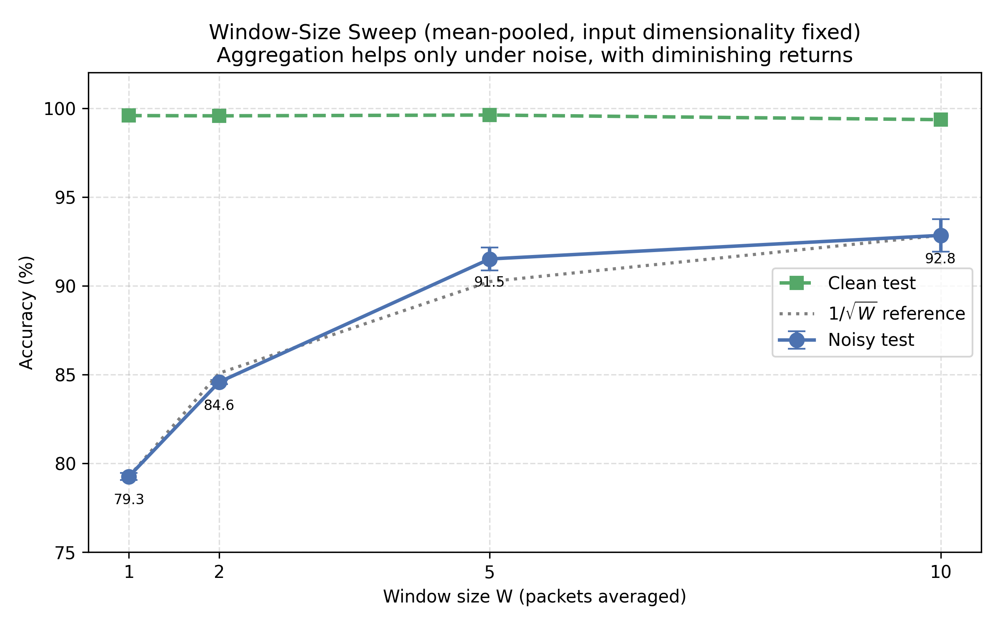 Window-Size Sweep (mean-pooled, input dimensionality fixed)
Aggregation helps only under noise, with diminishing returns
Accuracy (%)
100
95
90
85
80
75
79.3
84.6
91.5
92.8
Clean test
1/√W reference
Noisy test
1
2
5
10
Window size W (packets averaged)